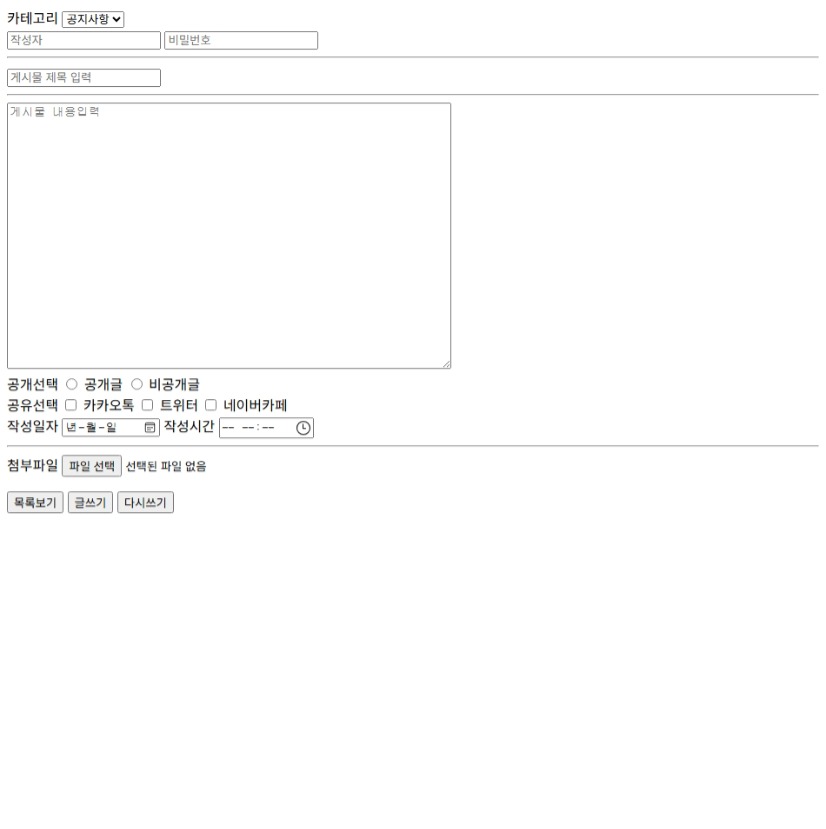 카테고리 공지사항
작성자 비밀번호
게시물 제목 입력
게시물 내용입력
공개선택 공개글 비공개글
공유선택 카카오톡 트위터 네이버카페
작성일자 년-월-일 작성시간 -- --:--
첨부파일 파일 선택 선택된 파일 없음
목록보기 글쓰기 다시쓰기